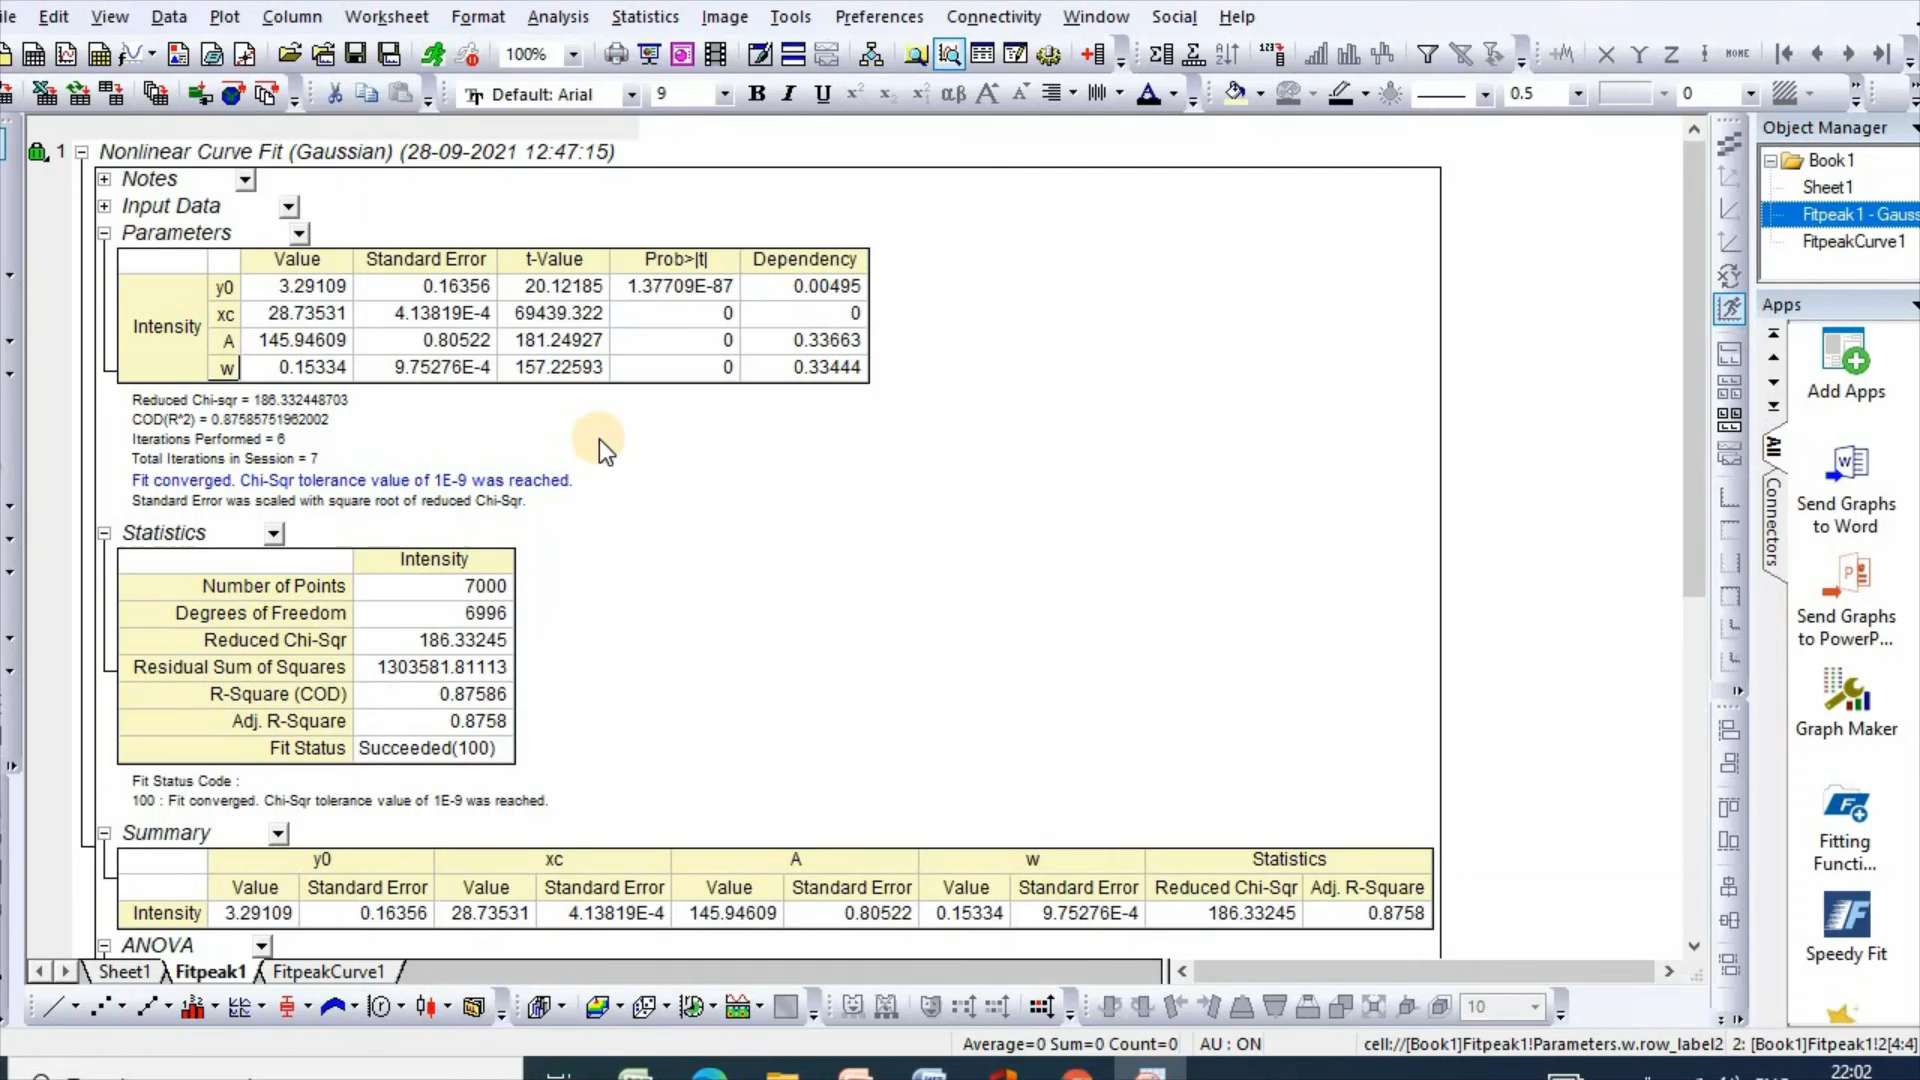 Edit View Data Plot Column Worksheet Format Analysis Statistics Image Tools Preferences Connectivity Window Social Help
100% HOME
Default: Arial 9 B I U αβ A A 0.5 0
1 Nonlinear Curve Fit (Gaussian) (28-09-2021 12:47:15)
Notes
Input Data
Parameters
Value Standard Error t-Value Prob>|t| Dependency
Intensity
y0 3.29109 0.16356 20.12185 1.37709E-87 0.00495
xc 28.73531 4.13819E-4 69439.322 0 0
A 145.94609 0.80522 181.24927 0 0.33663
w 0.15334 9.75276E-4 157.22593 0 0.33444
Reduced Chi-sqr = 186.332448703
COD(R^2) = 0.87585751962002
Iterations Performed = 6
Total Iterations in Session = 7
Fit converged. Chi-Sqr tolerance value of 1E-9 was reached.
Standard Error was scaled with square root of reduced Chi-Sqr.
Statistics
Intensity
Number of Points 7000
Degrees of Freedom 6996
Reduced Chi-Sqr 186.33245
Residual Sum of Squares 1303581.81113
R-Square (COD) 0.87586
Adj. R-Square 0.8758
Fit Status Succeeded(100)
Fit Status Code :
100 : Fit converged. Chi-Sqr tolerance value of 1E-9 was reached.
Summary
y0 xc A w Statistics
Value Standard Error Value Standard Error Value Standard Error Value Standard Error Reduced Chi-Sqr Adj. R-Square
Intensity 3.29109 0.16356 28.73531 4.13819E-4 145.94609 0.80522 0.15334 9.75276E-4 186.33245 0.8758
ANOVA
Sheet1 Fitpeak1 FitpeakCurve1
Object Manager
Book1
Sheet1
Fitpeak1 - Gauss
FitpeakCurve1
Apps
All
Connectors
Add Apps
Send Graphs
to Word
Send Graphs
to PowerP...
Graph Maker
Fitting
Functi...
Speedy Fit
10
Average=0 Sum=0 Count=0 AU : ON cell://[Book1]Fitpeak1!Parameters.w.row_label2 2: [Book1]Fitpeak1!2[4:4]
22:02